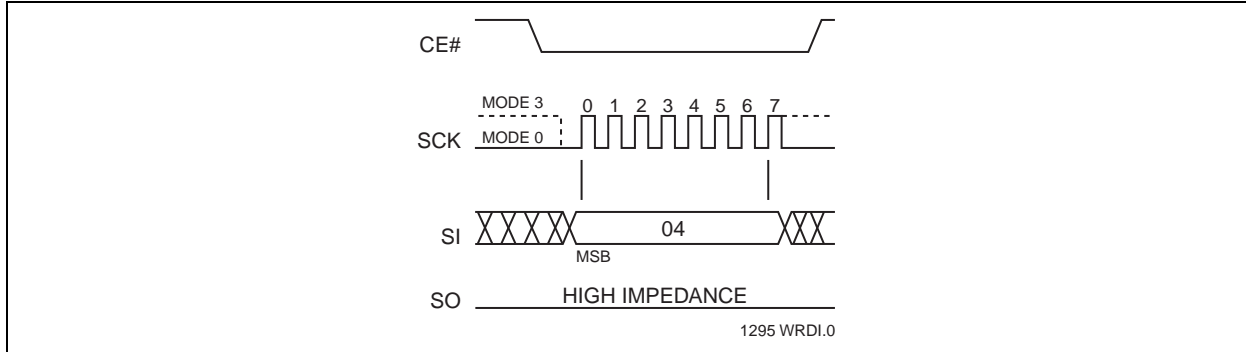 CE#
MODE 3
0 1 2 3 4 5 6 7
SCK
MODE 0
SI
04
MSB
SO
HIGH IMPEDANCE
1295 WRDI.0